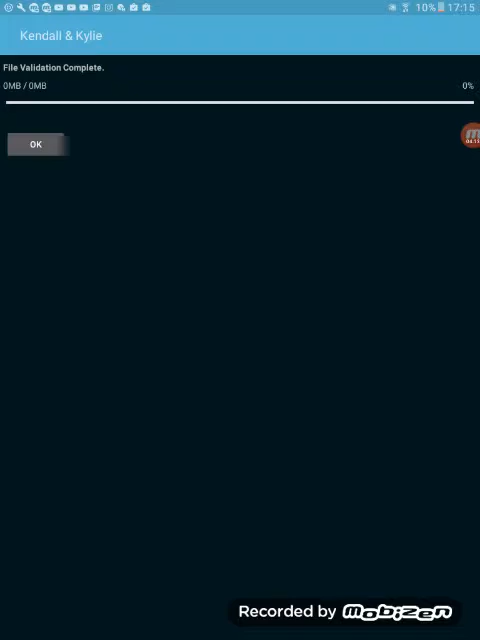 10% 17:15
Kendall & Kylie
File Validation Complete.
0MB / 0MB 0%
OK
Recorded by mobizen